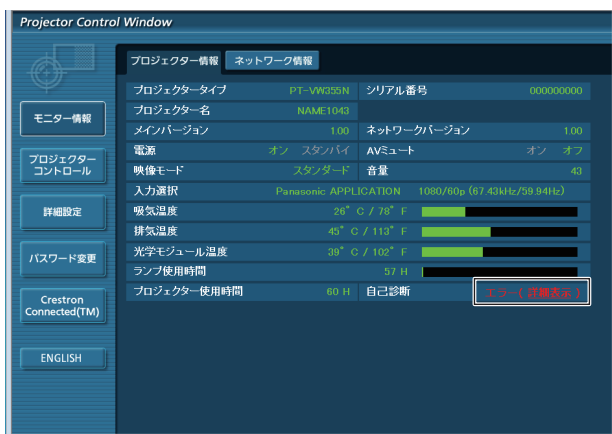 Projector Control Window
プロジェクター情報 ネットワーク情報
モニター情報
プロジェクター
コントロール
詳細設定
パスワード変更
Crestron
Connected(TM)
ENGLISH
プロジェクタータイプ PT-VW355N シリアル番号 000000000
プロジェクター名 NAME1043
メインバージョン 1.00 ネットワークバージョン 1.00
電源 オン スタンバイ AVミュート オン オフ
映像モード スタンダード 音量 43
入力選択 Panasonic APPLICATION 1080/60p (67.43kHz/59.94Hz)
吸気温度 26° C / 78° F
排気温度 45° C / 113° F
光学モジュール温度 39° C / 102° F
ランプ使用時間 57 H
プロジェクター使用時間 60 H 自己診断 エラー( 詳細表示 )